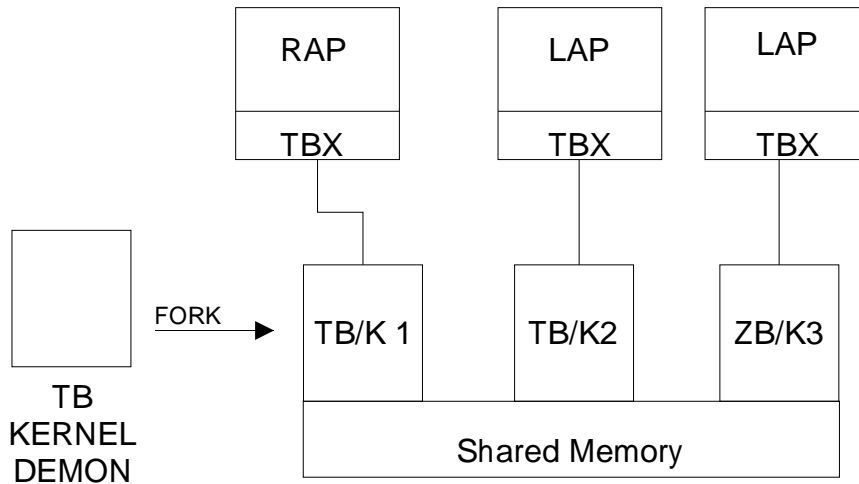 RAP
LAP
LAP
TBX
TBX
TBX
FORK
TB/K 1
TB/K2
ZB/K3
TB
KERNEL
DEMON
Shared Memory